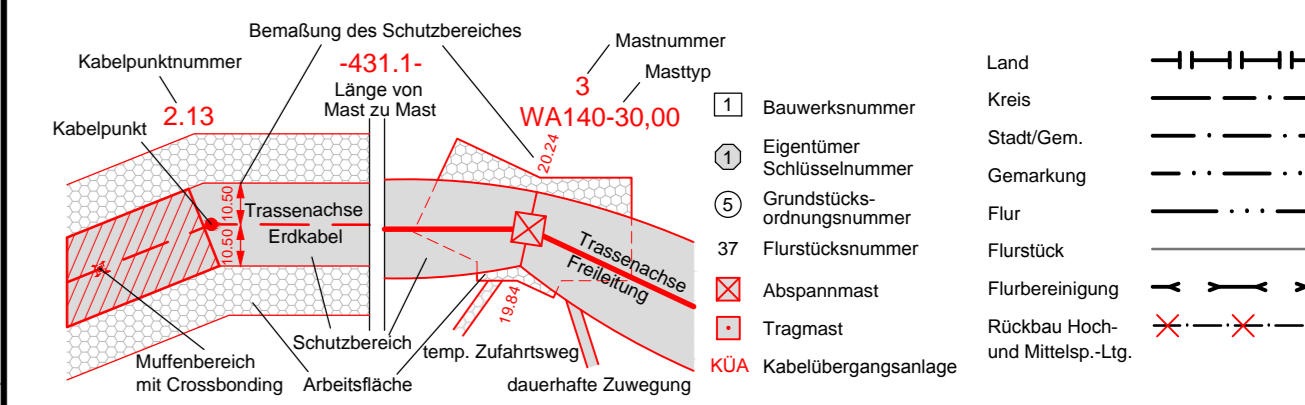 Bemaßung des Schutzbereiches
Kabelpunktnummer
2.13
Kabelpunkt
-431.1-
Länge von
Mast zu Mast
Mastnummer
3
Masttyp
WA140-30,00
20.24
10.50
10.50
Trassenachse
Erdkabel
Trassenachse
Freileitung
19.84
Schutzbereich
temp. Zufahrtsweg
Muffenbereich
mit Crossbonding
Arbeitsfläche
dauerhafte Zuwegung
1 Bauwerksnummer
1 Eigentümer
Schlüsselnummer
5 Grundstücks-
ordnungsnummer
37 Flurstücksnummer
Abspannmast
Tragmast
KÜA Kabelübergangsanlage
Land
Kreis
Stadt/Gem.
Gemarkung
Flur
Flurstück
Flurbereinigung
Rückbau Hoch-
und Mittelsp.-Ltg.